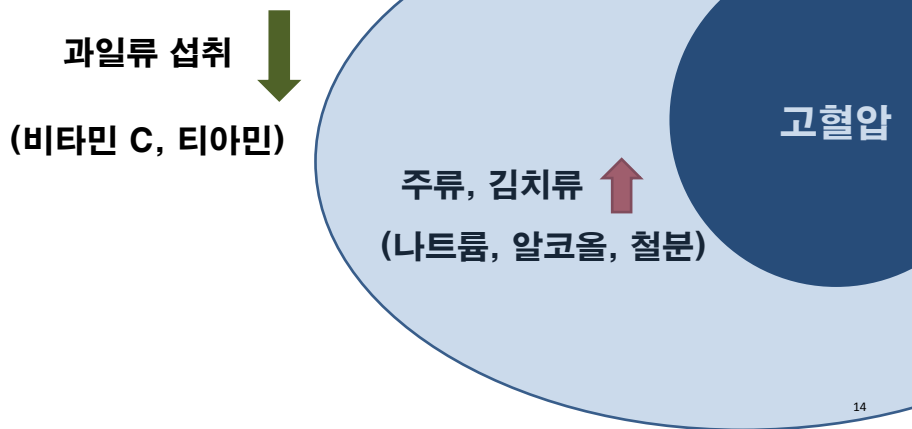 과일류 섭취
(비타민 C, 티아민)
고혈압
주류, 김치류
(나트륨, 알코올, 철분)
14